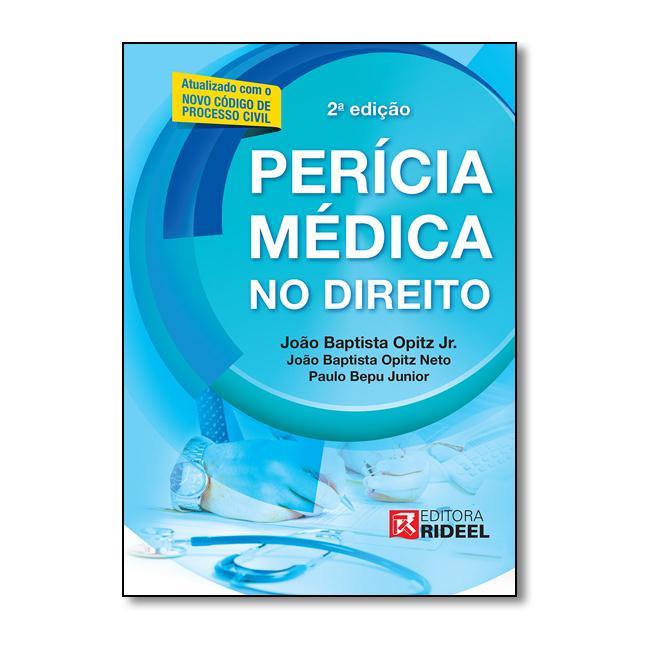 Atualizado com o
NOVO CÓDIGO DE
PROCESSO CIVIL
2ª edição
PERÍCIA
MÉDICA
NO DIREITO
João Baptista Opitz Jr.
João Baptista Opitz Neto
Paulo Bepu Junior
EDITORA
RIDEEL